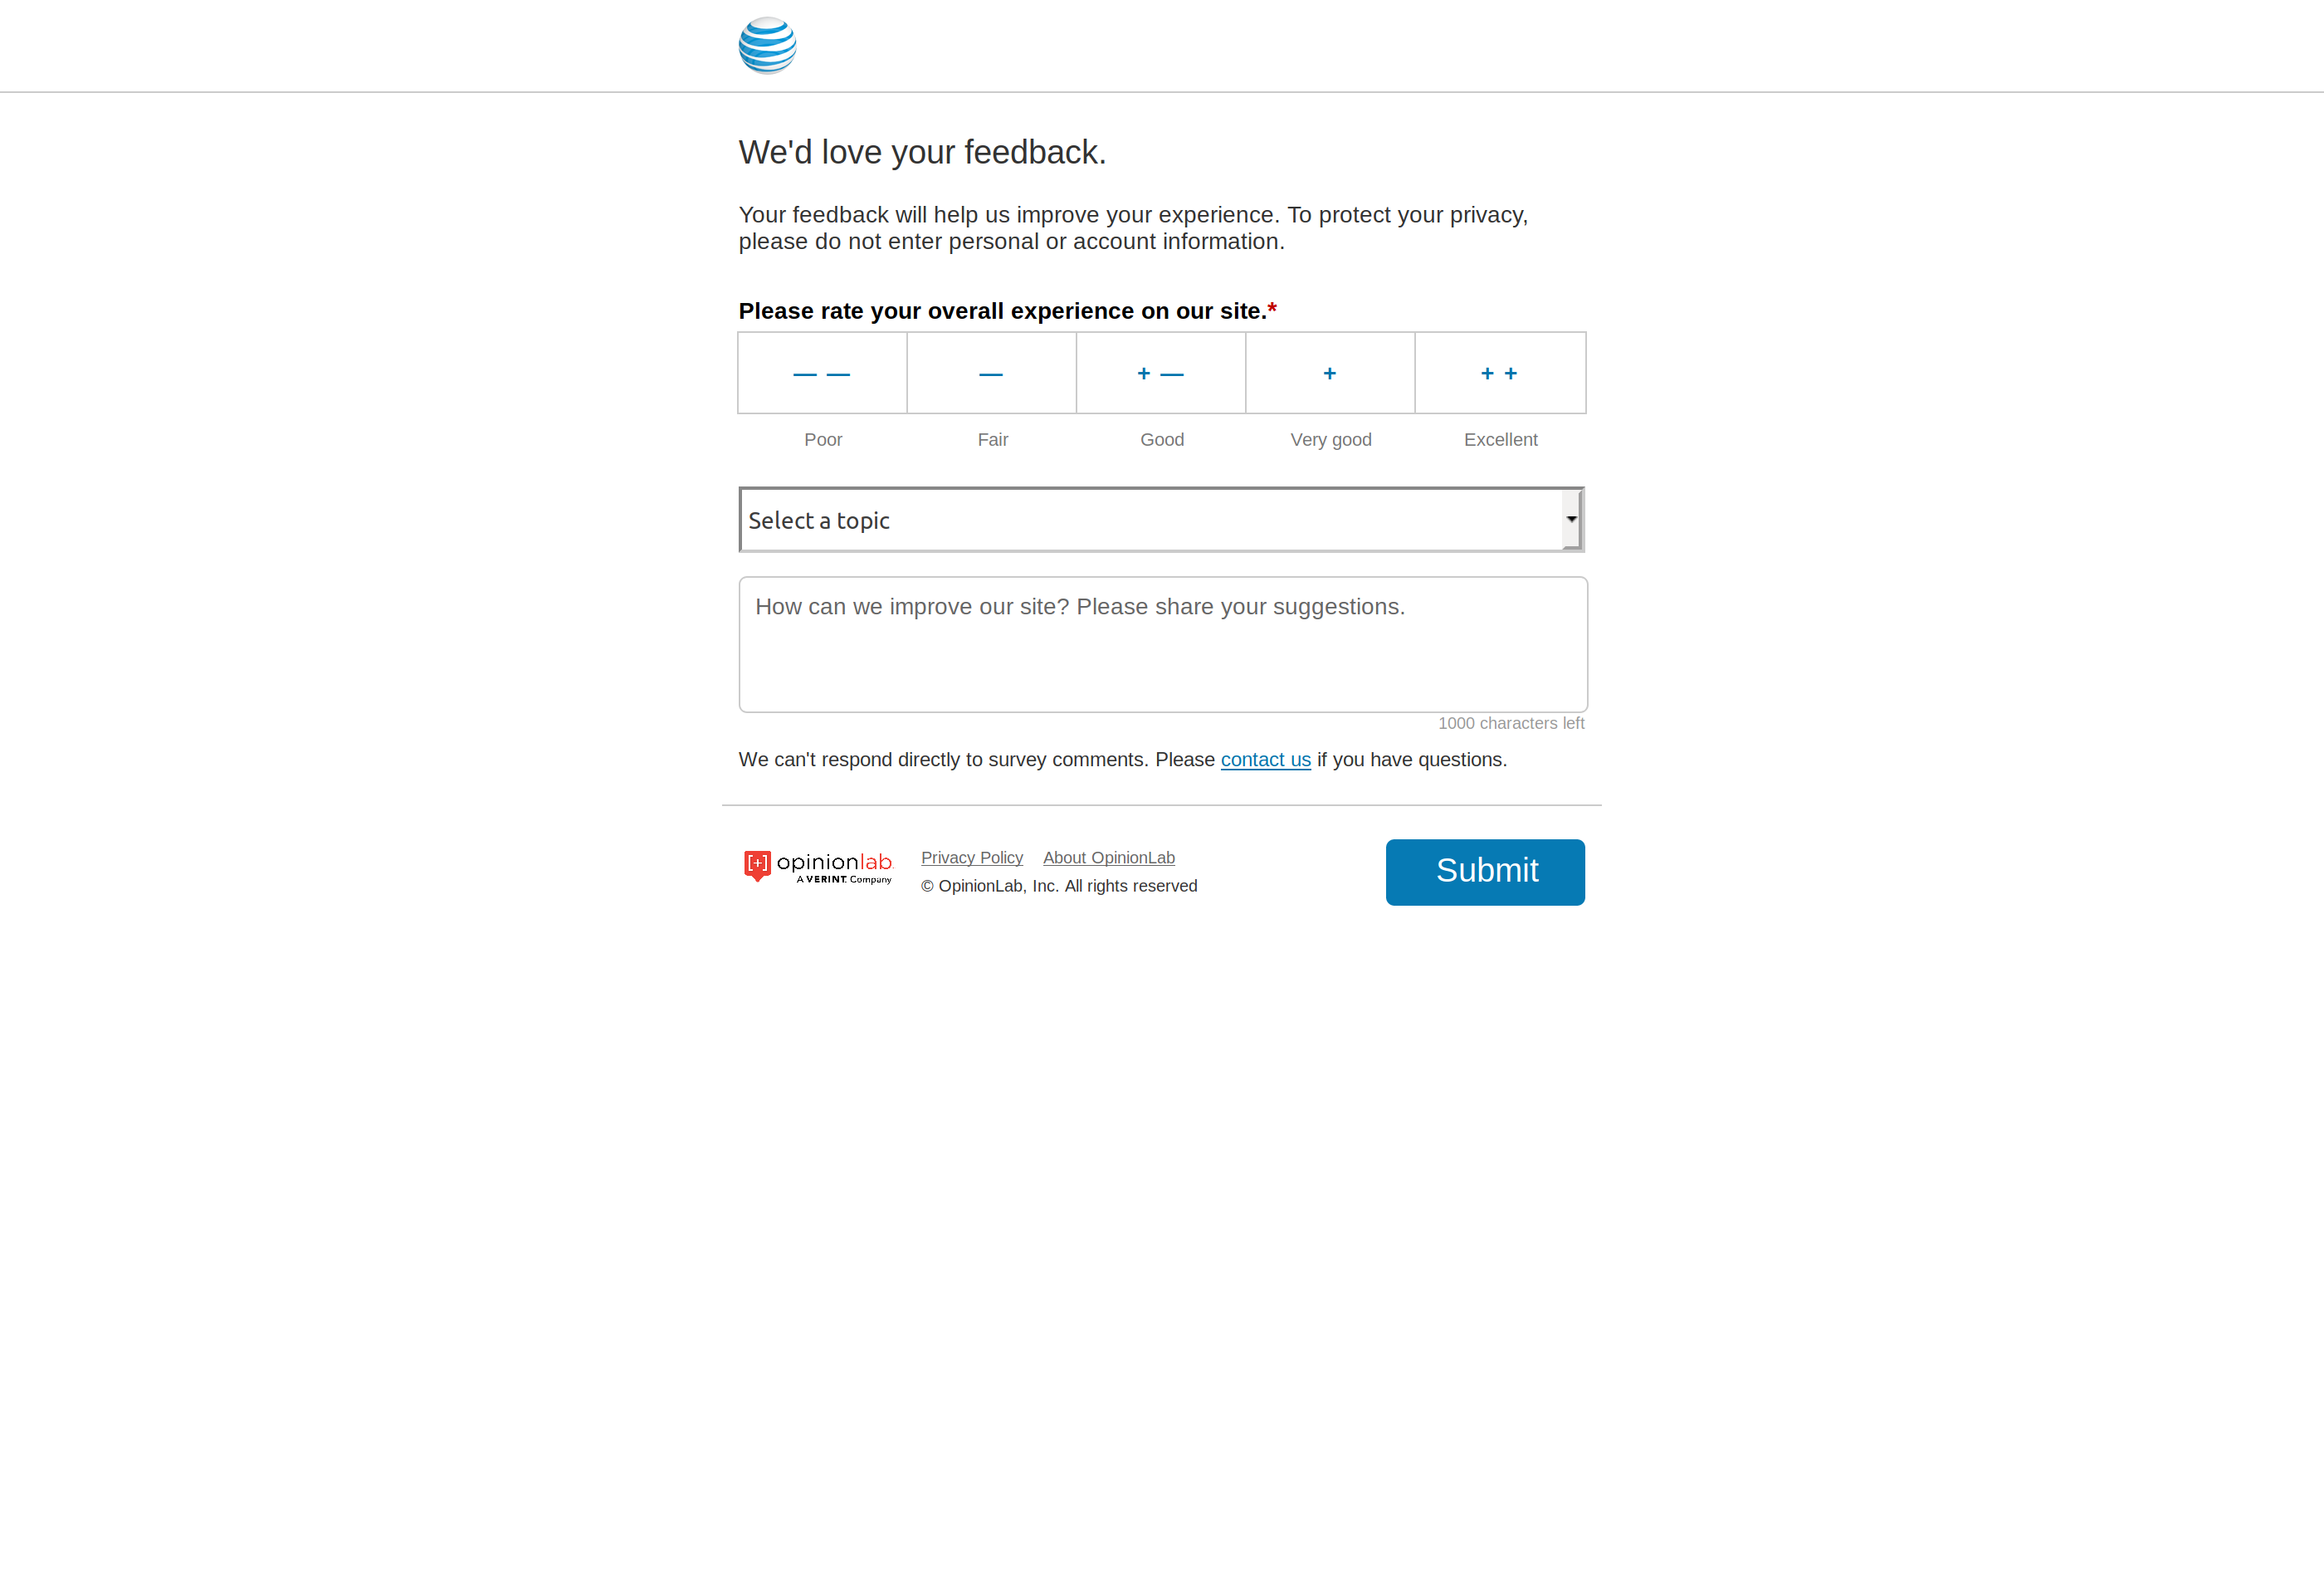 We'd love your feedback.
Your feedback will help us improve your experience. To protect your privacy,
please do not enter personal or account information.
Please rate your overall experience on our site.*
— — — + — + + +
Poor Fair Good Very good Excellent
Select a topic
How can we improve our site? Please share your suggestions.
1000 characters left
We can't respond directly to survey comments. Please contact us if you have questions.
[+] opinionlab Privacy Policy About OpinionLab Submit
A VERINT Company © OpinionLab, Inc. All rights reserved